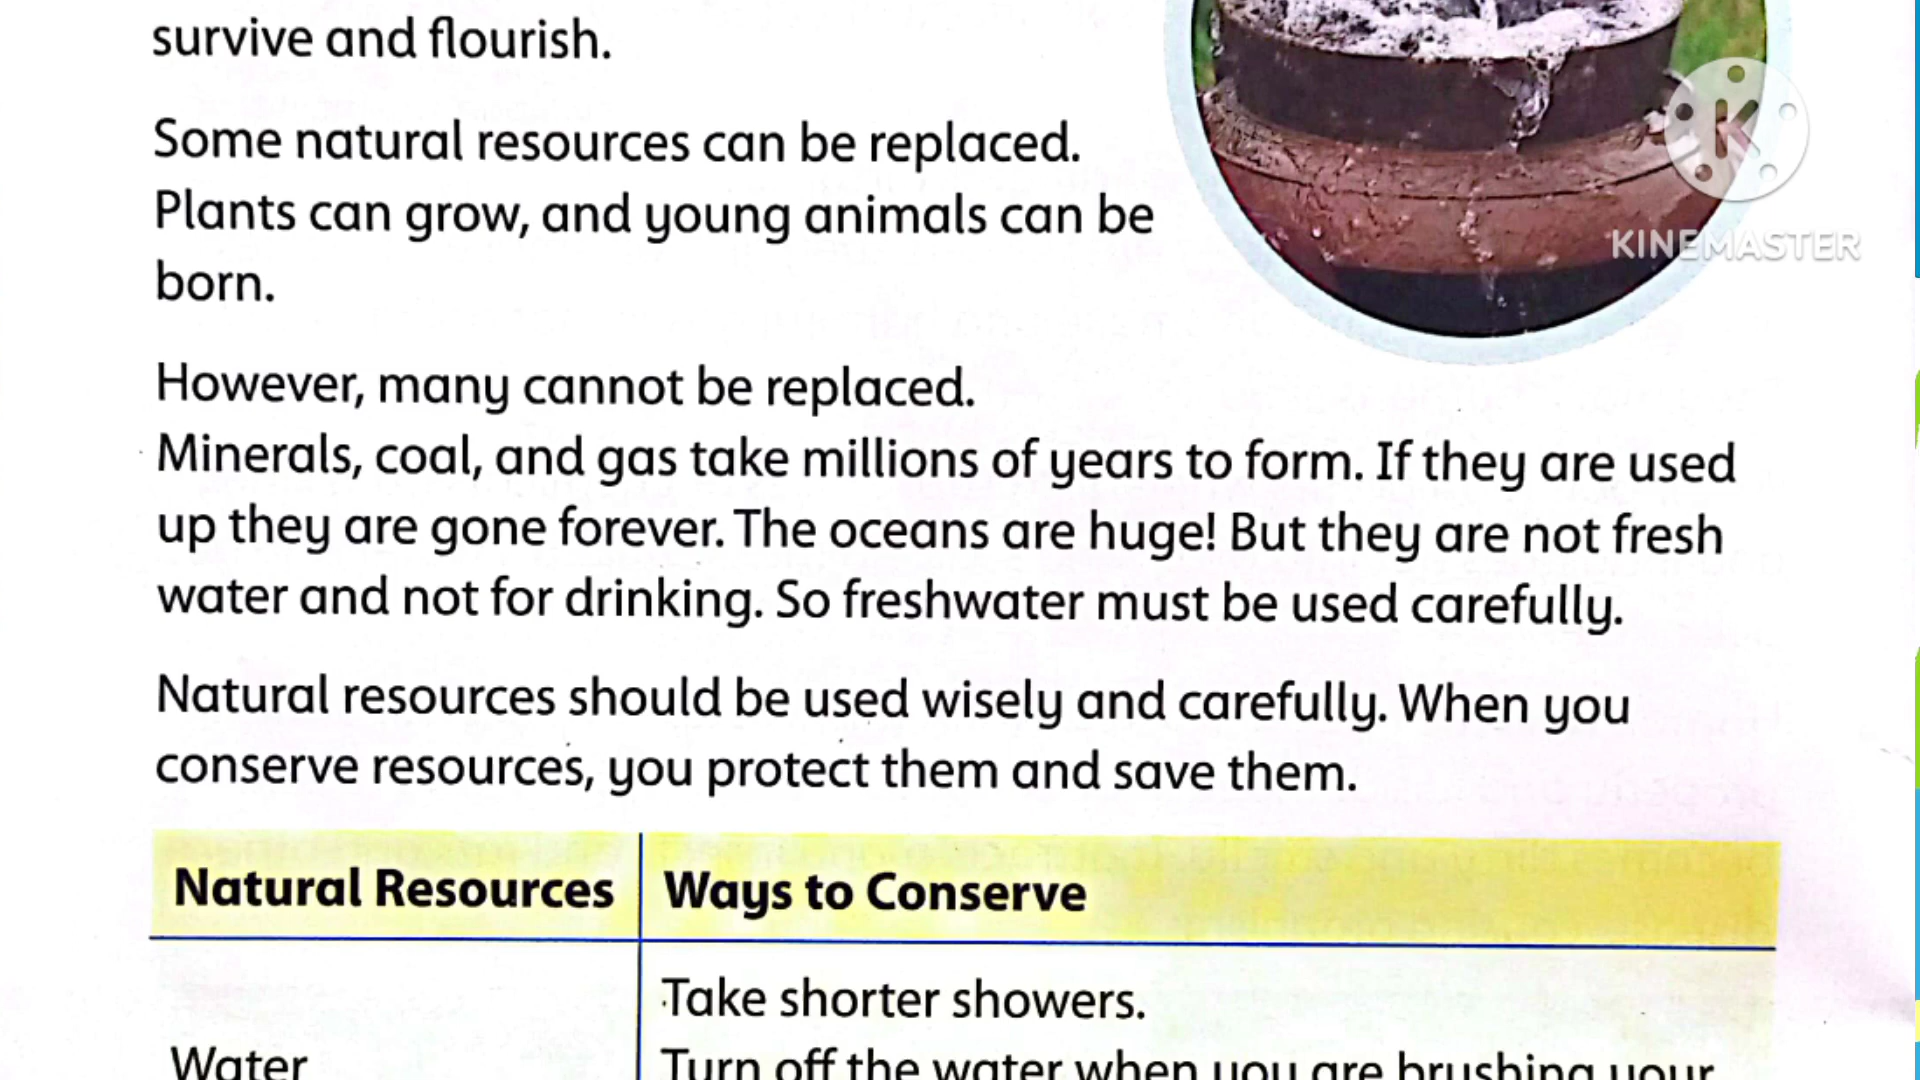 survive and flourish.
Some natural resources can be replaced.
Plants can grow, and young animals can be
born.
However, many cannot be replaced.
Minerals, coal, and gas take millions of years to form. If they are used
up they are gone forever. The oceans are huge! But they are not fresh
water and not for drinking. So freshwater must be used carefully.
Natural resources should be used wisely and carefully. When you
conserve resources, you protect them and save them.
Natural Resources
Ways to Conserve
Take shorter showers.
Water
Turn off the water when you are brushing your
K
KINEMASTER